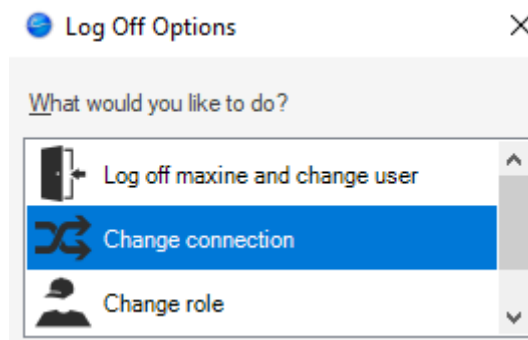 Log Off Options
What would you like to do?
Log off maxine and change user
Change connection
Change role